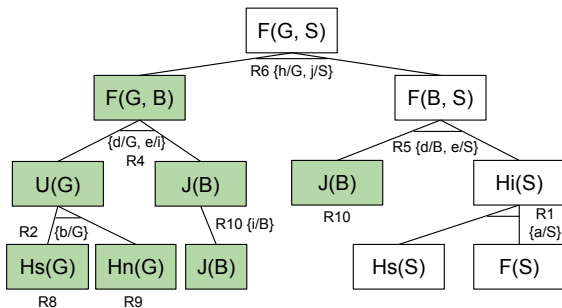 F(G, S)
R6 {h/G, j/S}
F(G, B)
F(B, S)
{d/G, e/i}
R4
R5 {d/B, e/S}
U(G)
J(B)
J(B)
Hi(S)
R10
R2
{b/G}
R10 {i/B}
R1
{a/S}
Hs(G)
Hn(G)
J(B)
Hs(S)
F(S)
R8
R9